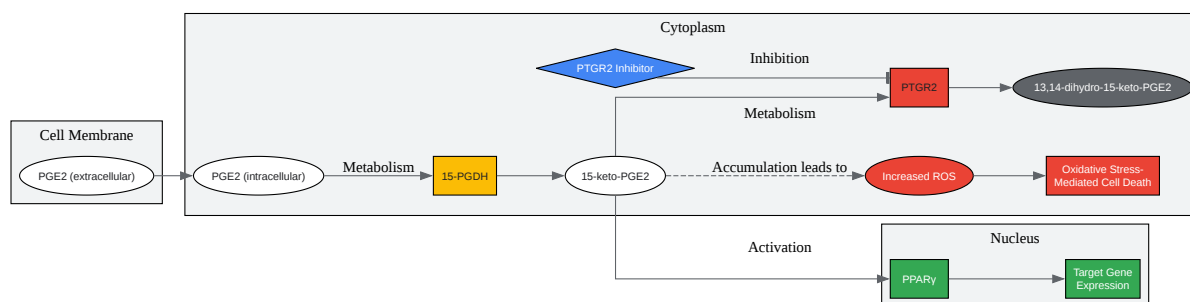 Cytoplasm
PTGR2 Inhibitor
Inhibition
PTGR2
13,14-dihydro-15-keto-PGE2
Metabolism
Cell Membrane
PGE2 (extracellular)
PGE2 (intracellular)
Metabolism
15-PGDH
15-keto-PGE2
Accumulation leads to
Increased ROS
Oxidative Stress-
Mediated Cell Death
Activation
Nucleus
PPARγ
Target Gene
Expression